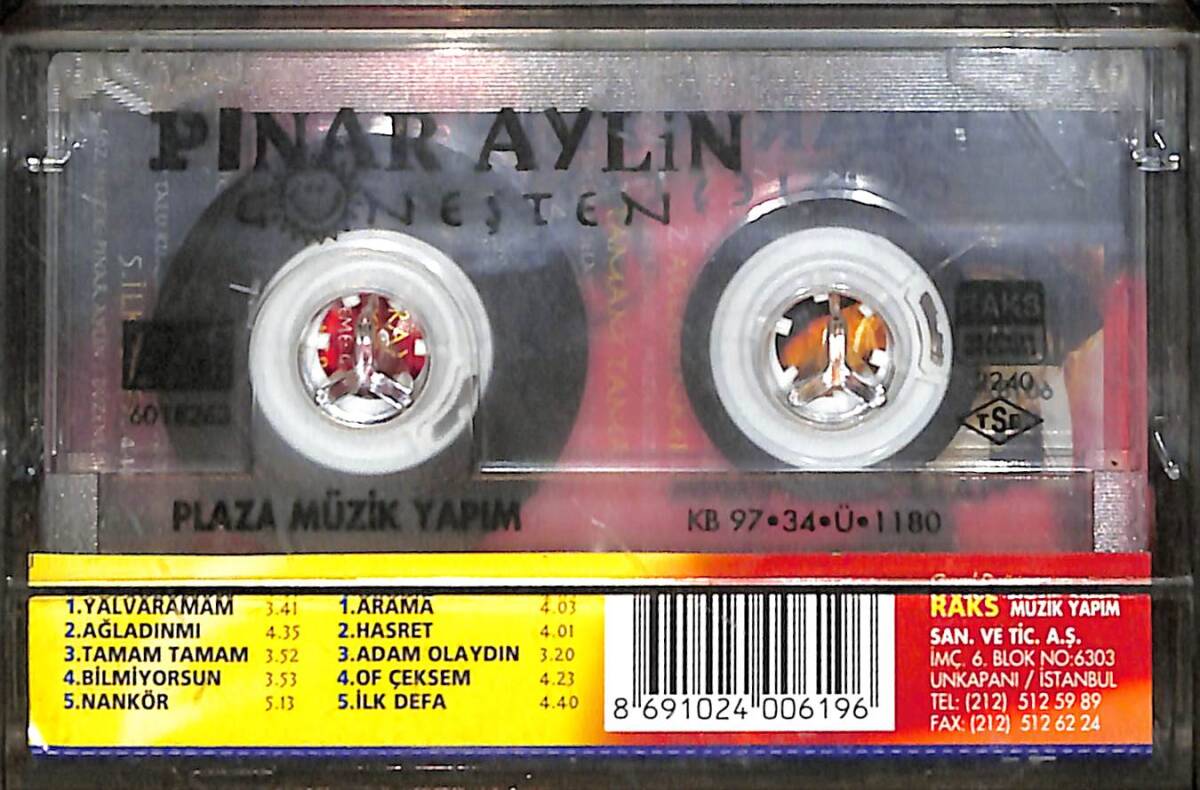 PINAR AYLİN
GÜNEŞTEN
RAKS
6018263
2240
TSE
PLAZA MÜZİK YAPIM
KB 97•34•Ü•1180
1.YALVARAMAM 3.41
2.AĞLADINMI 4.35
3.TAMAM TAMAM 3.52
4.BİLMİYORSUN 3.53
5.NANKÖR 5.13
1.ARAMA 4.03
2.HASRET 4.01
3.ADAM OLAYDIN 3.20
4.OF ÇEKSEM 4.23
5.İLK DEFA 4.40
8 691024 006196
RAKS MÜZİK YAPIM
SAN. VE TİC. A.Ş.
İMÇ. 6. BLOK NO:6303
UNKAPANI / İSTANBUL
TEL: (212) 512 59 89
FAX: (212) 512 62 24